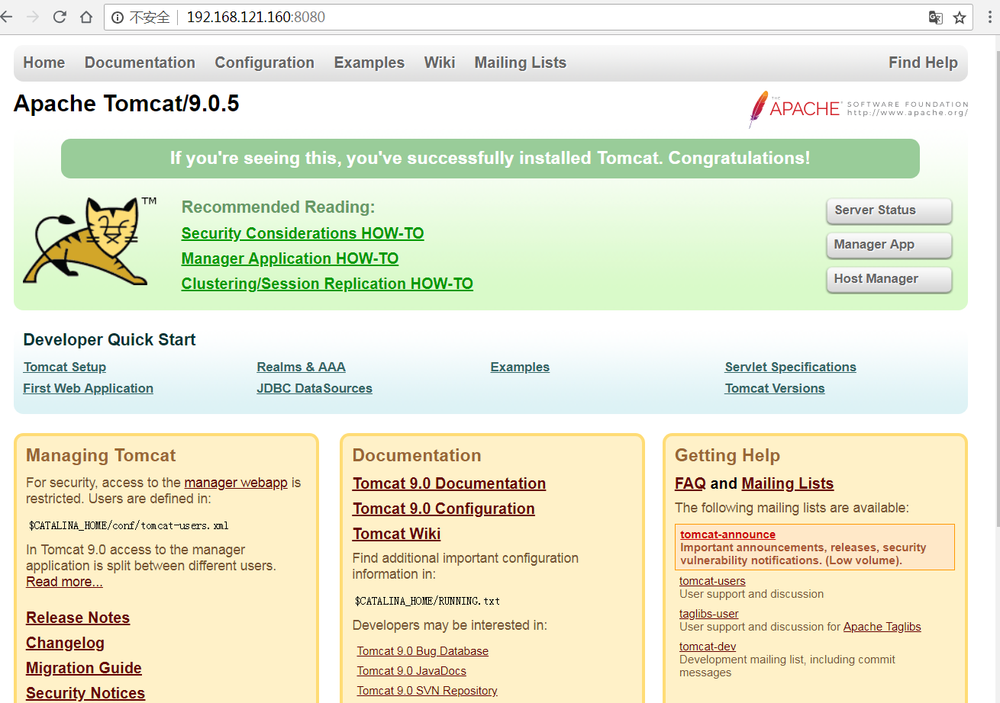 不安全 192.168.121.160:8080
Home Documentation Configuration Examples Wiki Mailing Lists Find Help
Apache Tomcat/9.0.5
THE APACHE® SOFTWARE FOUNDATION
http://www.apache.org/
If you're seeing this, you've successfully installed Tomcat. Congratulations!
TM
Recommended Reading:
Security Considerations HOW-TO
Manager Application HOW-TO
Clustering/Session Replication HOW-TO
Server Status
Manager App
Host Manager
Developer Quick Start
Tomcat Setup
First Web Application
Realms & AAA
JDBC DataSources
Examples
Servlet Specifications
Tomcat Versions
Managing Tomcat
For security, access to the manager webapp is
restricted. Users are defined in:
$CATALINA_HOME/conf/tomcat-users.xml
In Tomcat 9.0 access to the manager
application is split between different users.
Read more...
Release Notes
Changelog
Migration Guide
Security Notices
Documentation
Tomcat 9.0 Documentation
Tomcat 9.0 Configuration
Tomcat Wiki
Find additional important configuration
information in:
$CATALINA_HOME/RUNNING.txt
Developers may be interested in:
Tomcat 9.0 Bug Database
Tomcat 9.0 JavaDocs
Tomcat 9.0 SVN Repository
Getting Help
FAQ and Mailing Lists
The following mailing lists are available:
tomcat-announce
Important announcements, releases, security
vulnerability notifications. (Low volume).
tomcat-users
User support and discussion
taglibs-user
User support and discussion for Apache Taglibs
tomcat-dev
Development mailing list, including commit
messages